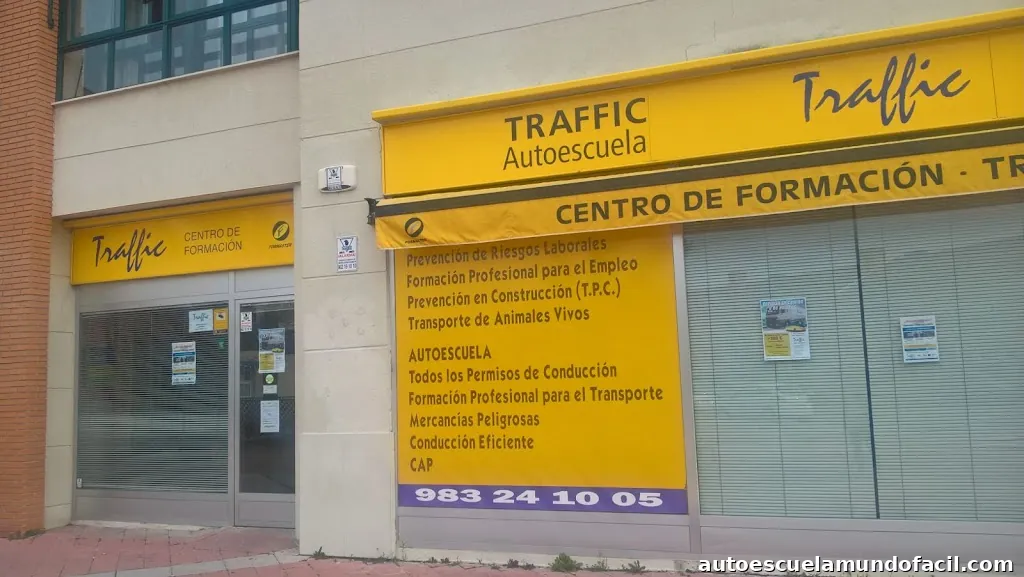 TRAFFIC
Autoescuela
Traffic
CENTRO DE FORMACIÓN · TR
Traffic
CENTRO DE
FORMACIÓN
Prevención de Riesgos Laborales
Formación Profesional para el Empleo
Prevención en Construcción (T.P.C.)
Transporte de Animales Vivos
AUTOESCUELA
Todos los Permisos de Conducción
Formación Profesional para el Transporte
Mercancías Peligrosas
Conducción Eficiente
CAP
983 24 10 05
Traffic
autoescuelamundofacil.com